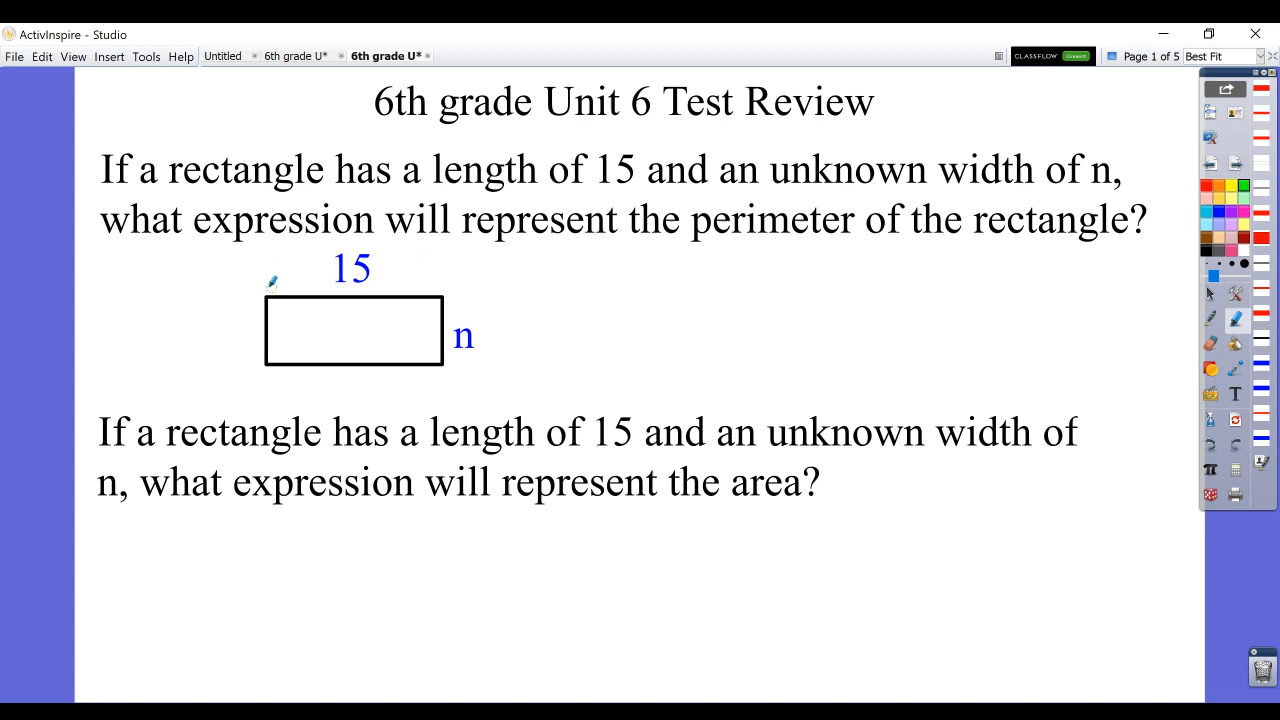 ActivInspire - Studio
File Edit View Insert Tools Help Untitled 6th grade U* 6th grade U* CLASSFLOW Connect Page 1 of 5 Best Fit
6th grade Unit 6 Test Review
If a rectangle has a length of 15 and an unknown width of n,
what expression will represent the perimeter of the rectangle?
15
n
If a rectangle has a length of 15 and an unknown width of
n, what expression will represent the area?